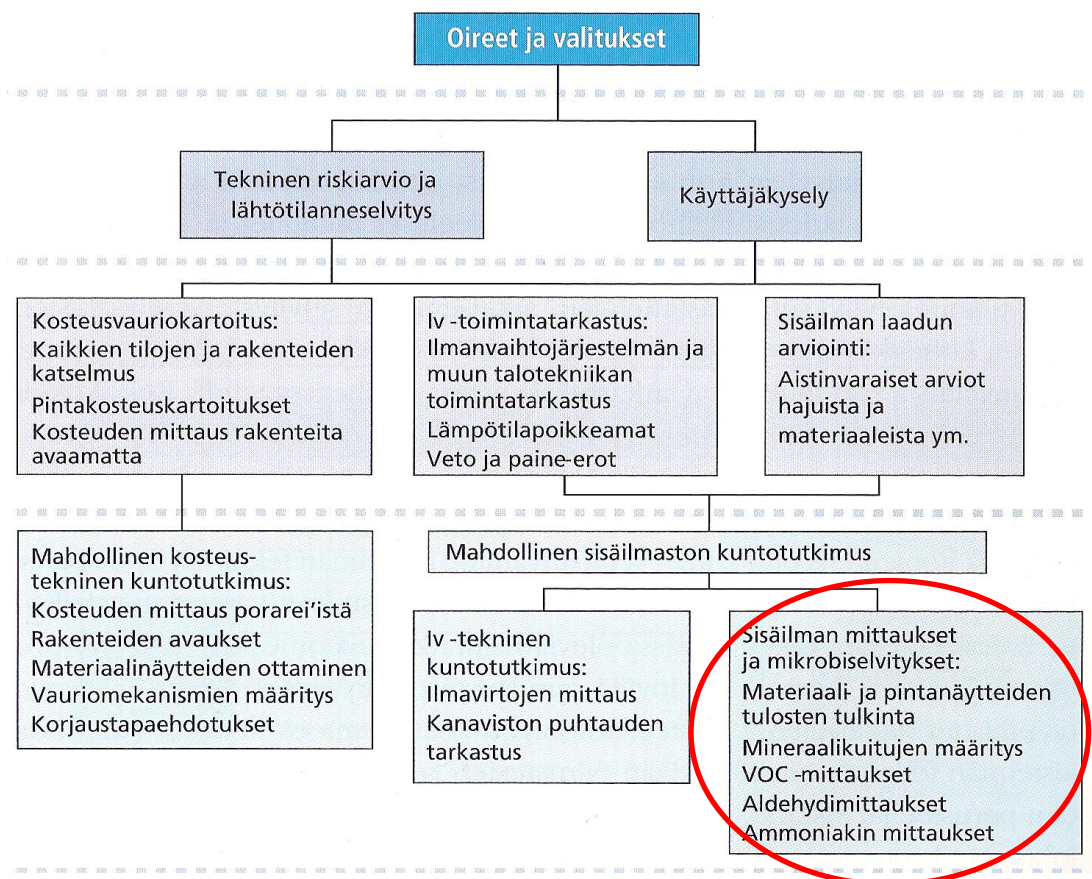 Oireet ja valitukset
Tekninen riskiarvio ja
lähtötilanneselvitys
Käyttäjäkysely
Kosteusvauriokartoitus:
Kaikkien tilojen ja rakenteiden
katselmus
Pintakosteuskartoitukset
Kosteuden mittaus rakenteita
avaamatta
Iv -toimintatarkastus:
Ilmanvaihtojärjestelmän ja
muun talotekniikan
toimintatarkastus
Lämpötilapoikkeamat
Veto ja paine-erot
Sisäilman laadun
arviointi:
Aistinvaraiset arviot
hajuista ja
materiaaleista ym.
Mahdollinen kosteus-
tekninen kuntotutkimus:
Kosteuden mittaus porarei'istä
Rakenteiden avaukset
Materiaalinäytteiden ottaminen
Vauriomekanismien määritys
Korjaustapaehdotukset
Mahdollinen sisäilmaston kuntotutkimus
Iv -tekninen
kuntotutkimus:
Ilmavirtojen mittaus
Kanaviston puhtauden
tarkastus
Sisäilman mittaukset
ja mikrobiselvitykset:
Materiaali- ja pintanäytteiden
tulosten tulkinta
Mineraalikuitujen määritys
VOC -mittaukset
Aldehydimittaukset
Ammoniakin mittaukset